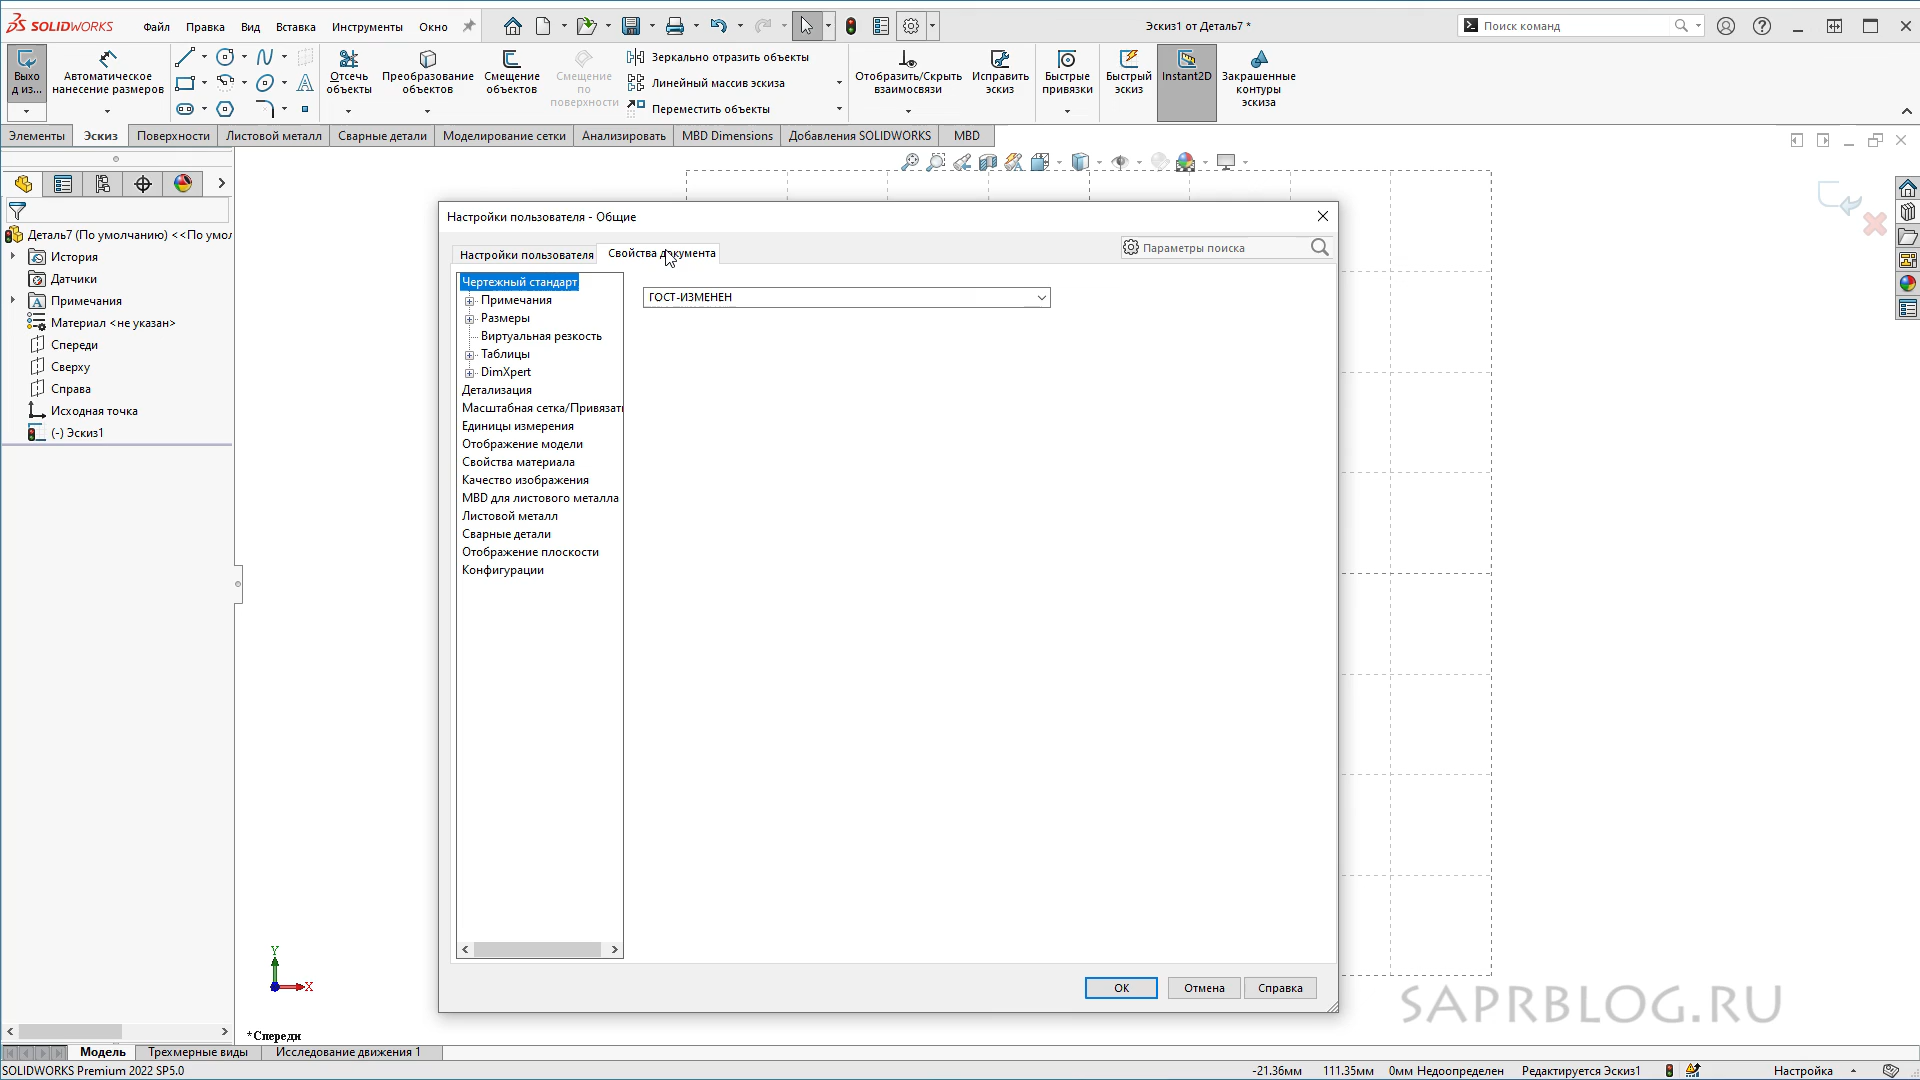 SOLIDWORKS
Файл Правка Вид Вставка Инструменты Окно
Эскиз1 от Деталь7 *
Поиск команд
Выхо
д из...
Автоматическое
нанесение размеров
Отсечь
объекты
Преобразование
объектов
Смещение
объектов
Смещение
по
поверхности
Зеркально отразить объекты
Линейный массив эскиза
Переместить объекты
Отобразить/Скрыть
взаимосвязи
Исправить
эскиз
Быстрые
привязки
Быстрый
эскиз
Instant2D
Закрашенные
контуры
эскиза
Элементы Эскиз Поверхности Листовой металл Сварные детали Моделирование сетки Анализировать MBD Dimensions Добавления SOLIDWORKS MBD
Деталь7 (По умолчанию) <<По умол
История
Датчики
Примечания
Материал <не указан>
Спереди
Сверху
Справа
Исходная точка
(-) Эскиз1
Настройки пользователя - Общие
Настройки пользователя Свойства документа
Параметры поиска
Чертежный стандарт
Примечания
Размеры
Виртуальная резкость
Таблицы
DimXpert
Детализация
Масштабная сетка/Привязат
Единицы измерения
Отображение модели
Свойства материала
Качество изображения
MBD для листового металла
Листовой металл
Сварные детали
Отображение плоскости
Конфигурации
ГОСТ-ИЗМЕНЕН
OK Отмена Справка
Y
X
*Спереди
SAPRBLOG.RU
Модель Трехмерные виды Исследование движения 1
SOLIDWORKS Premium 2022 SP5.0
-21.36мм 111.35мм 0мм Недоопределен Редактируется Эскиз1 Настройка